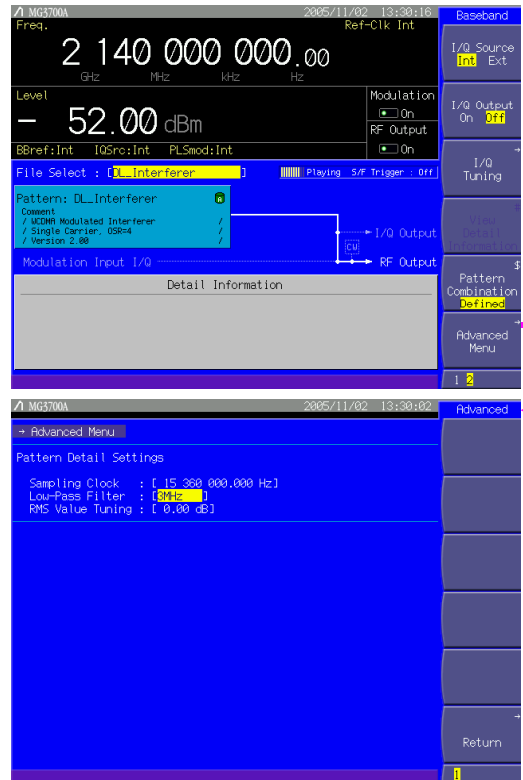 MG3700A 2005/11/02 13:30:16 Baseband
Freq. Ref-Clk Int
2 140 000 000.00
GHz MHz kHz Hz
I/Q Source
Int Ext
Level Modulation
- 52.00 dBm
On
RF Output
On
I/Q Output
On Off
BBref:Int IQSrc:Int PLSmod:Int
File Select : [DL_Interferer ] Playing S/F Trigger : Off
I/Q
Tuning
Pattern: DL_Interferer A
Comment
/ WCDMA Modulated Interferer /
/ Single Carrier, OSR=4 /
/ Version 2.00 /
I/Q Output
CW
Modulation Input I/Q RF Output
View
Detail
Information
Detail Information
Pattern
Combination
Defined
Advanced
Menu
1 2
MG3700A 2005/11/02 13:30:02 Advanced
→ Advanced Menu
Pattern Detail Settings
Sampling Clock : [ 15 360 000.000 Hz]
Low-Pass Filter : [3MHz ]
RMS Value Tuning : [ 0.00 dB]
Return
1